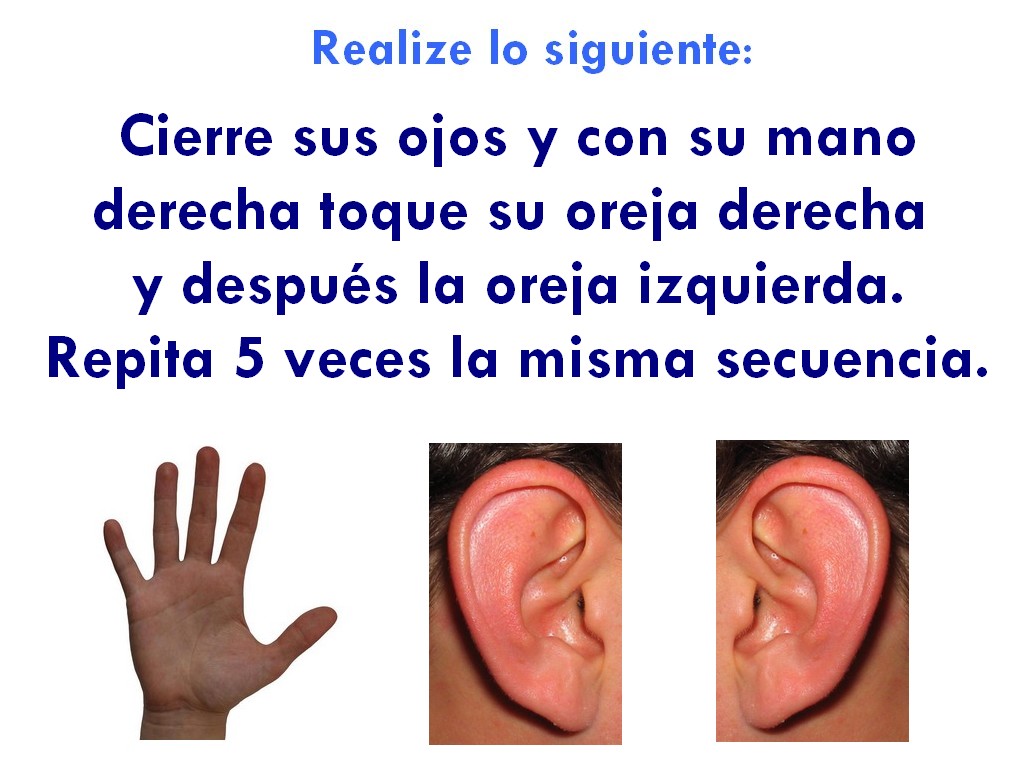 Realize lo siguiente:
Cierre sus ojos y con su mano
derecha toque su oreja derecha
y después la oreja izquierda.
Repita 5 veces la misma secuencia.